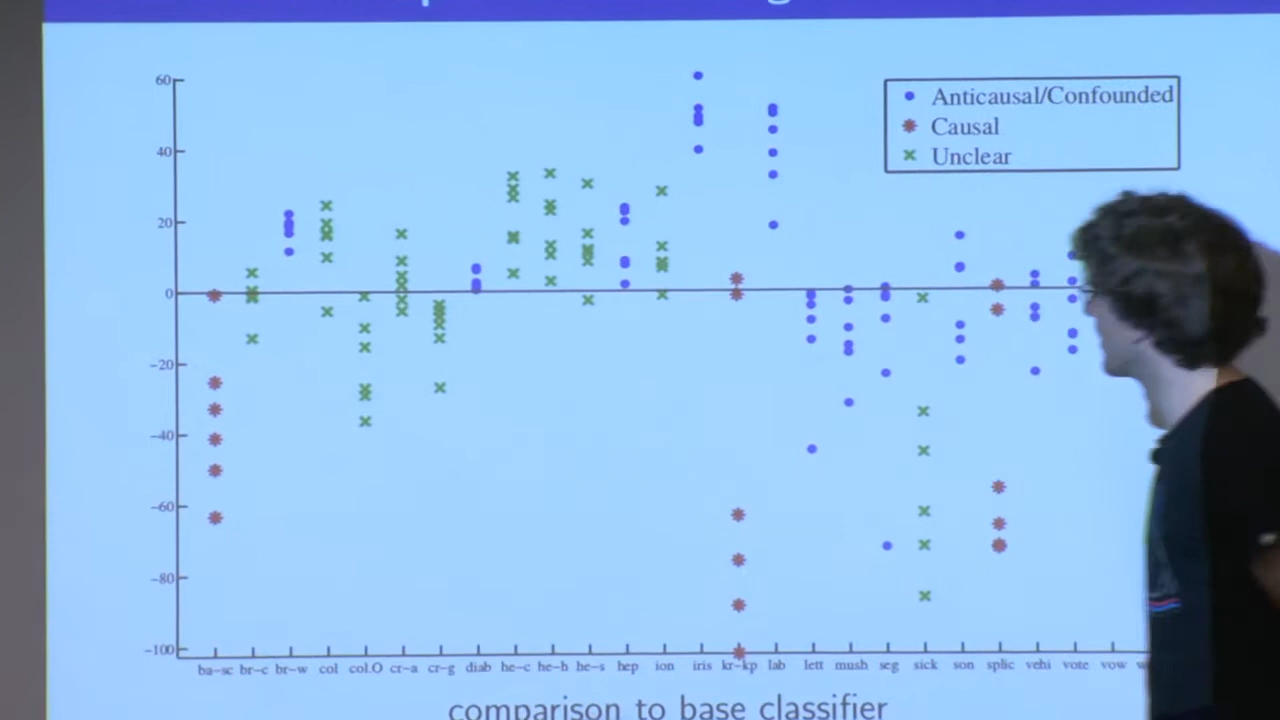 60
Anticausal/Confounded
Causal
40
Unclear
20
0
−20
−40
−60
−80
−100
ba−sc br−c br−w col col.O cr−a cr−g diab he−c he−h he−s hep ion iris kr−kp lab lett mush seg sick son splic vehi vote vow
comparison to base classifier